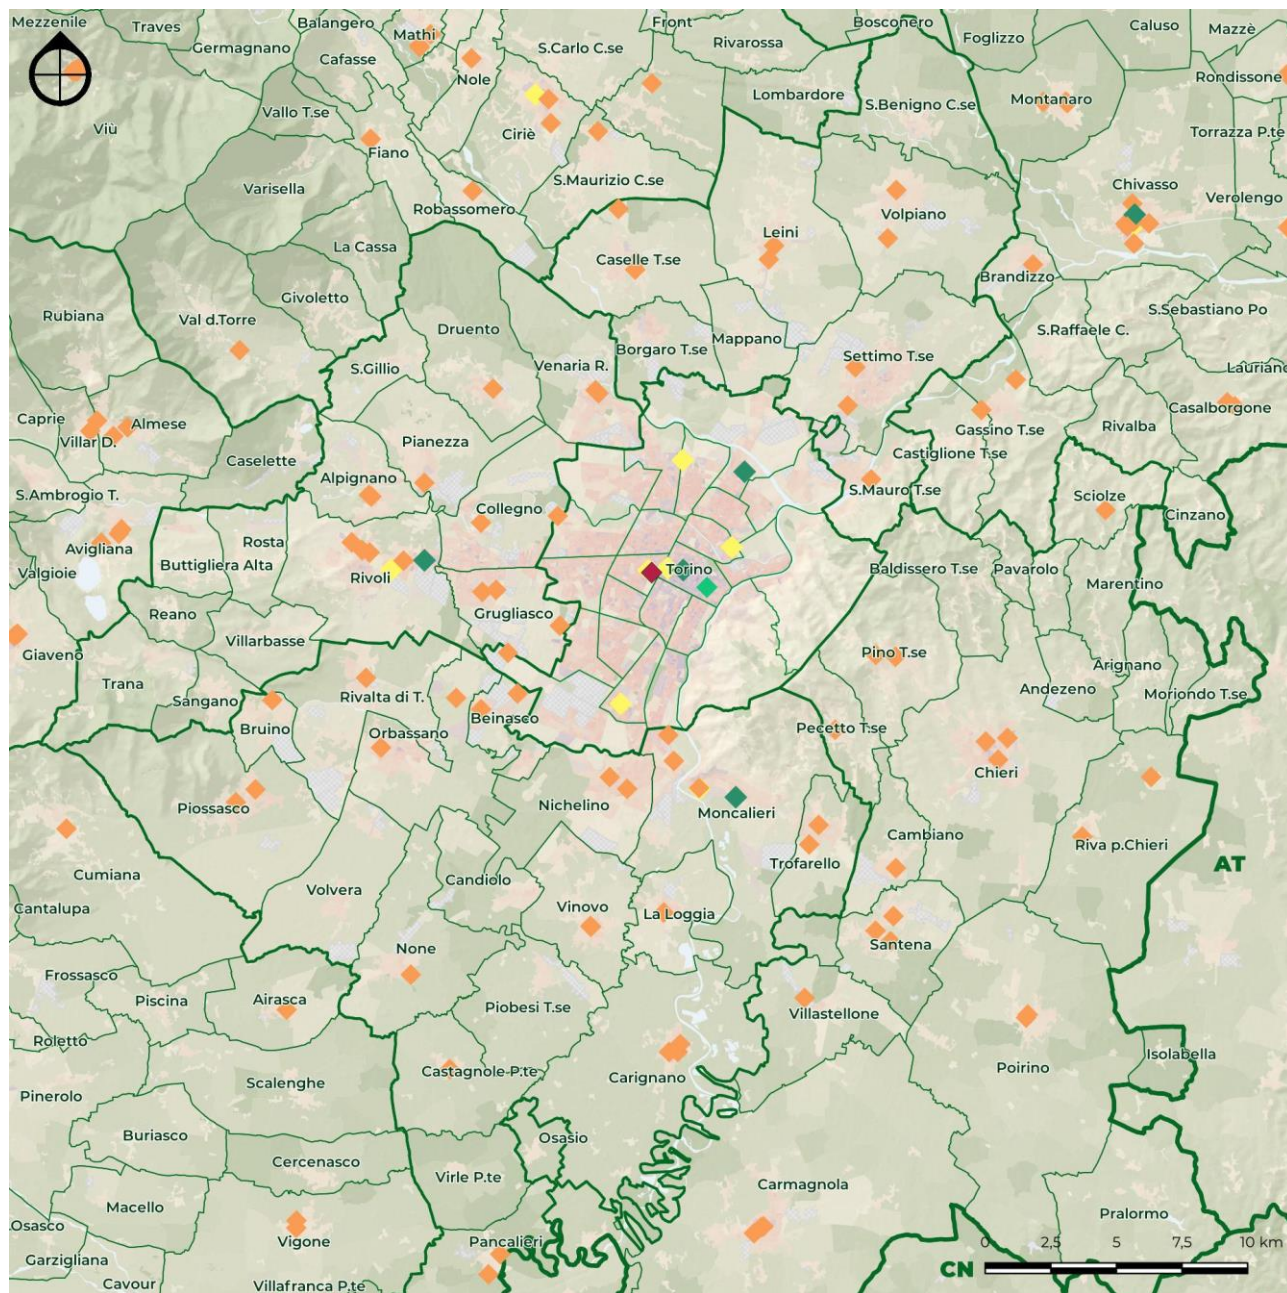 Mezzenile
Traves
Balangero
Front
Bosconero
Caluso
Mazzè
Germagnano
Mathi
S.Carlo C.se
Rivarossa
Foglizzo
Cafasse
Nole
Rondissone
Lombardore
S.Benigno C.se
Montanaro
Vallo T.se
Viù
Ciriè
Torrazza P.te
Fiano
S.Maurizio C.se
Varisella
Chivasso
Verolengo
Robassomero
Volpiano
La Cassa
Leini
Caselle T.se
Brandizzo
Givoletto
Rubiana
Val d.Torre
Druento
S.Sebastiano Po
S.Raffaele C.
Mappano
Borgaro T.se
Settimo T.se
Venaria R.
S.Gillio
Lauriano
Caprie
Almese
Casalborgone
Villar D.
Pianezza
Gassino T.se
Rivalba
Caselette
Castiglione T.se
Alpignano
S.Ambrogio T.
S.Mauro T.se
Sciolze
Collegno
Cinzano
Avigliana
Rosta
Valgioie
Buttigliera Alta
Rivoli
Torino
Baldissero T.se
Pavarolo
Marentino
Reano
Grugliasco
Villarbasse
Giaveno
Pino T.se
Arignano
Trana
Andezeno
Moriondo T.se
Sangano
Rivalta di T.
Beinasco
Bruino
Orbassano
Pecetto T.se
Chieri
Piossasco
Nichelino
Moncalieri
Cambiano
Riva p.Chieri
Trofarello
AT
Cumiana
Candiolo
Volvera
Cantalupa
Vinovo
La Loggia
None
Santena
Frossasco
Piscina
Airasca
Piobesi T.se
Villastellone
Roletto
Isolabella
Poirino
Castagnole P.te
Carignano
Scalenghe
Pinerolo
Buriasco
Osasio
Cercenasco
Virle P.te
Carmagnola
Macello
Pralormo
.Osasco
Vigone
Pancalieri
0 2,5 5 7,5 10 km
Garzigliana
CN
Cavour
Villafranca P.te